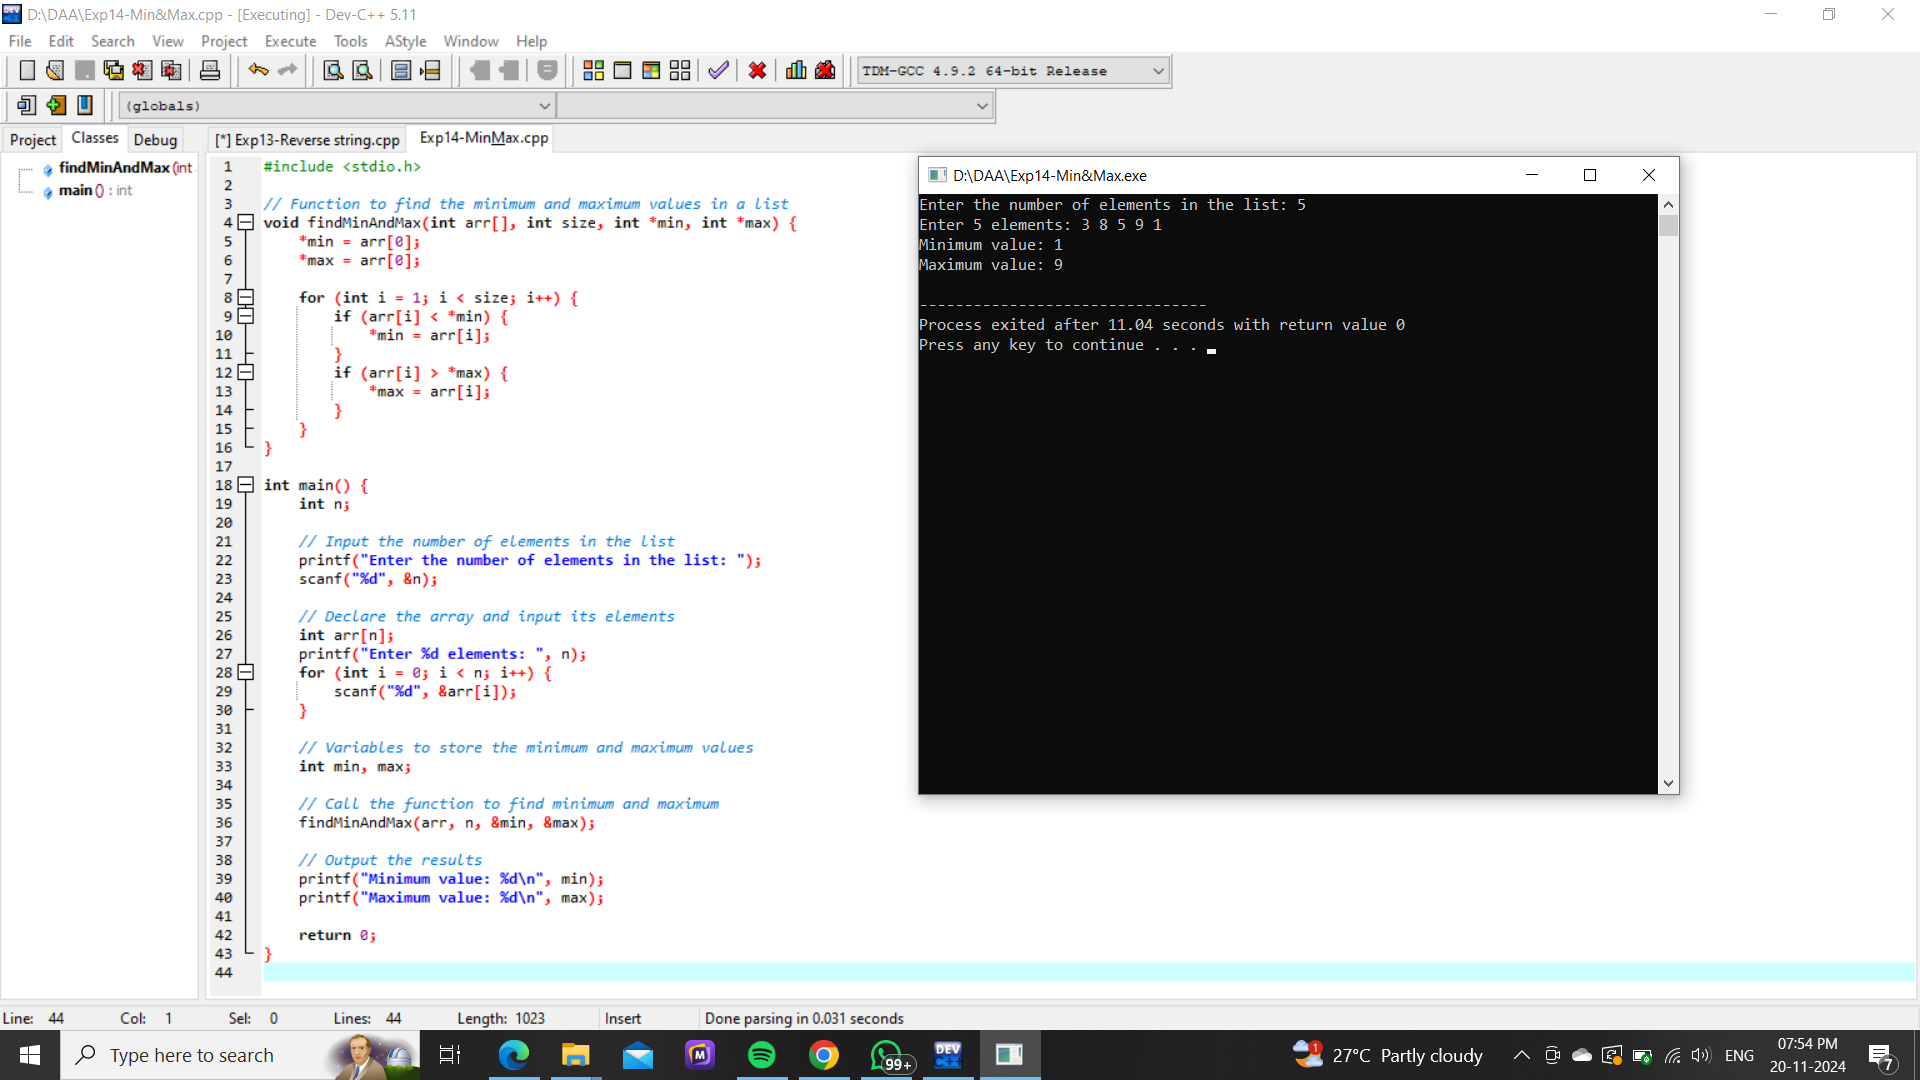 D:\DAA\Exp14-Min&Max.cpp - [Executing] - Dev-C++ 5.11
File Edit Search View Project Execute Tools AStyle Window Help
TDM-GCC 4.9.2 64-bit Release
(globals)
Project Classes Debug
[*] Exp13-Reverse string.cpp Exp14-MinMax.cpp
findMinAndMax (int
main () : int
1 #include <stdio.h>
2
3 // Function to find the minimum and maximum values in a list
4 void findMinAndMax(int arr[], int size, int *min, int *max) {
5     *min = arr[0];
6     *max = arr[0];
7
8     for (int i = 1; i < size; i++) {
9         if (arr[i] < *min) {
10             *min = arr[i];
11         }
12         if (arr[i] > *max) {
13             *max = arr[i];
14         }
15     }
16 }
17
18 int main() {
19     int n;
20
21     // Input the number of elements in the list
22     printf("Enter the number of elements in the list: ");
23     scanf("%d", &n);
24
25     // Declare the array and input its elements
26     int arr[n];
27     printf("Enter %d elements: ", n);
28     for (int i = 0; i < n; i++) {
29         scanf("%d", &arr[i]);
30     }
31
32     // Variables to store the minimum and maximum values
33     int min, max;
34
35     // Call the function to find minimum and maximum
36     findMinAndMax(arr, n, &min, &max);
37
38     // Output the results
39     printf("Minimum value: %d\n", min);
40     printf("Maximum value: %d\n", max);
41
42     return 0;
43 }
44
D:\DAA\Exp14-Min&Max.exe
Enter the number of elements in the list: 5
Enter 5 elements: 3 8 5 9 1
Minimum value: 1
Maximum value: 9
--------------------------------
Process exited after 11.04 seconds with return value 0
Press any key to continue . . .
Line: 44 Col: 1 Sel: 0 Lines: 44 Length: 1023 Insert Done parsing in 0.031 seconds
Type here to search
M
99+
DEV
1
27°C Partly cloudy
ENG
07:54 PM
20-11-2024
7